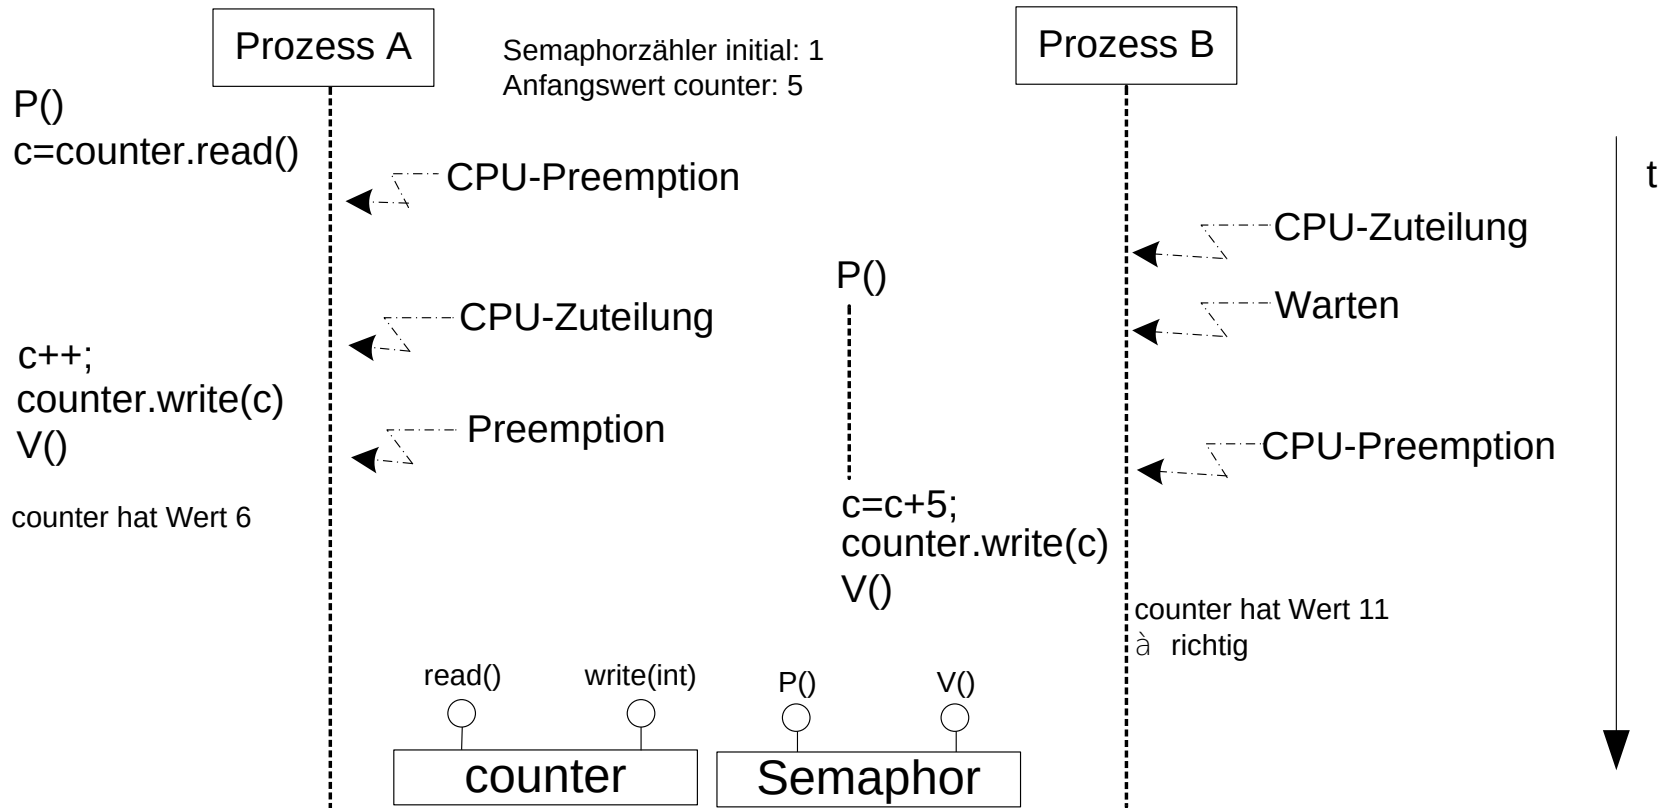 Prozess A
Semaphorzähler initial: 1
Anfangswert counter: 5
Prozess B
P()
c=counter.read()
CPU-Preemption
t
CPU-Zuteilung
P()
Warten
CPU-Zuteilung
c++;
counter.write(c)
V()
Preemption
CPU-Preemption
counter hat Wert 6
c=c+5;
counter.write(c)
V()
counter hat Wert 11
à richtig
read()
write(int)
P()
V()
counter
Semaphor